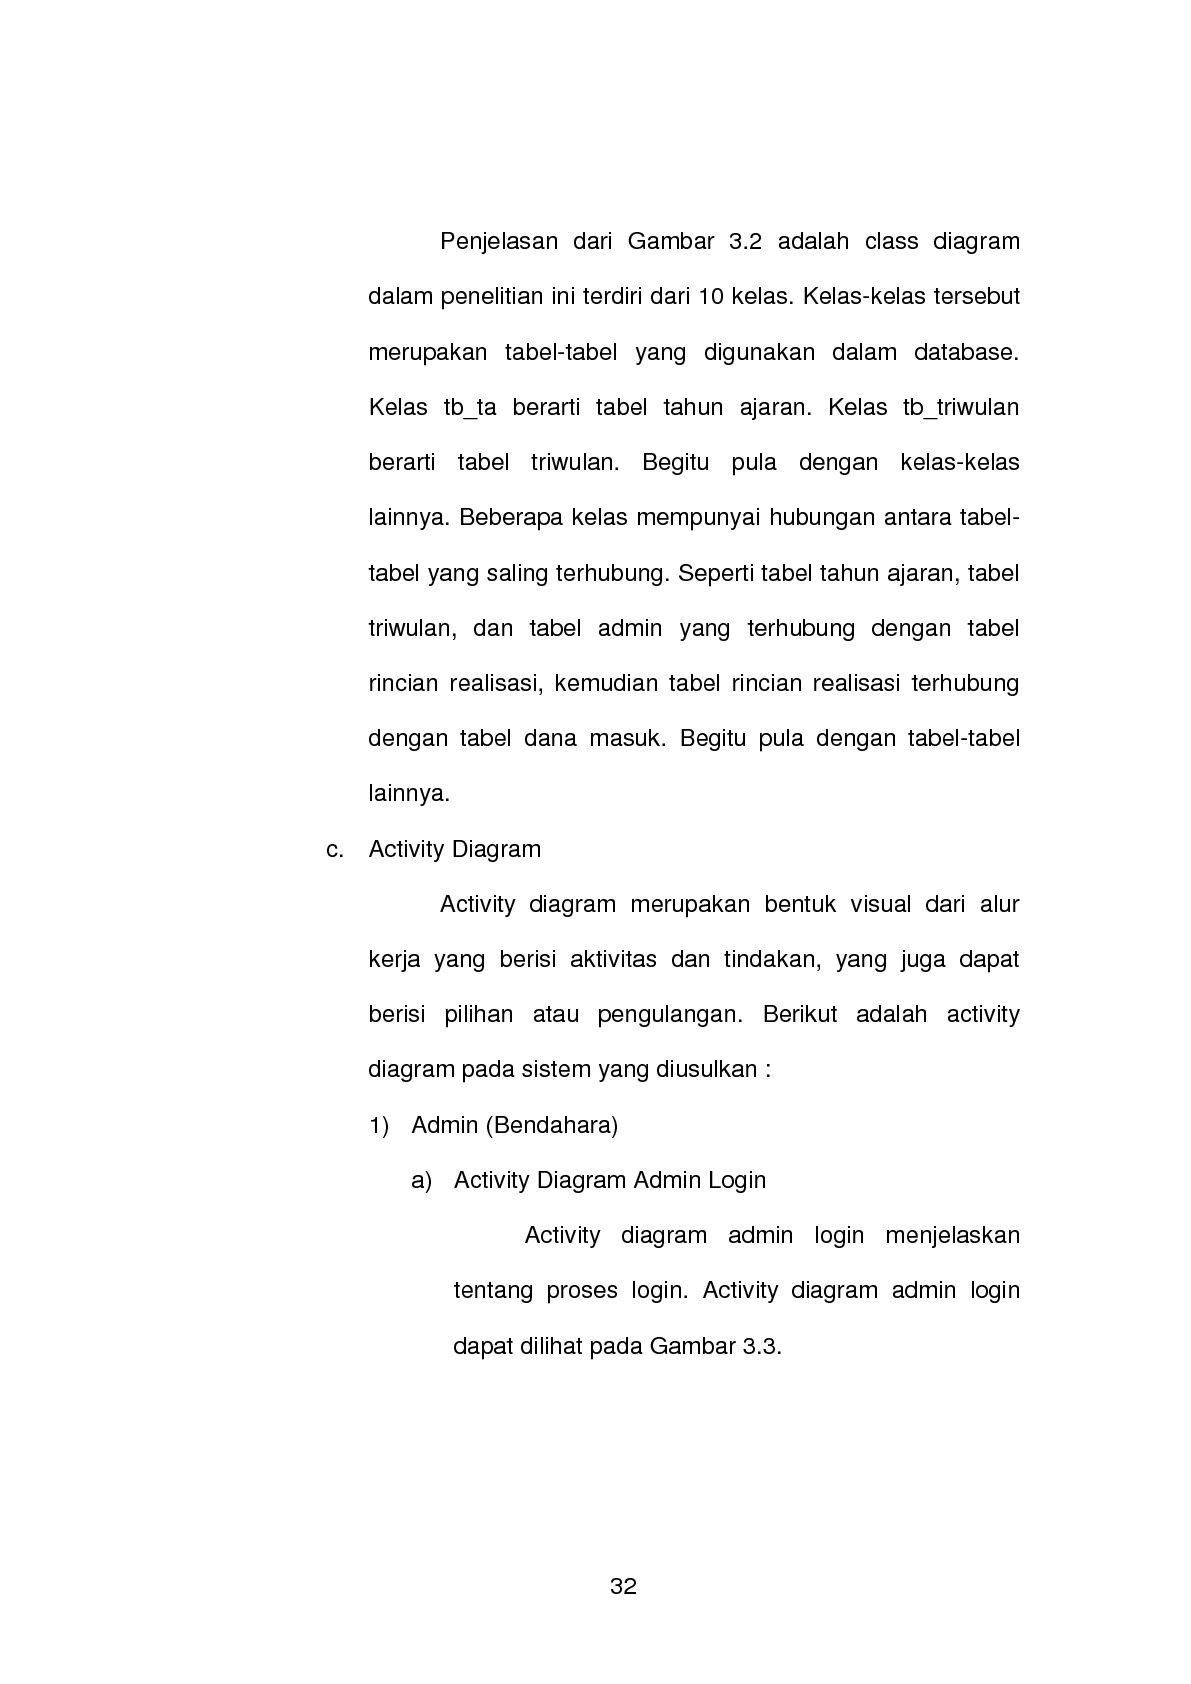 Penjelasan dari Gambar 3.2 adalah class diagram
dalam penelitian ini terdiri dari 10 kelas. Kelas-kelas tersebut
merupakan tabel-tabel yang digunakan dalam database.
Kelas tb_ta berarti tabel tahun ajaran. Kelas tb_triwulan
berarti tabel triwulan. Begitu pula dengan kelas-kelas
lainnya. Beberapa kelas mempunyai hubungan antara tabel-
tabel yang saling terhubung. Seperti tabel tahun ajaran, tabel
triwulan, dan tabel admin yang terhubung dengan tabel
rincian realisasi, kemudian tabel rincian realisasi terhubung
dengan tabel dana masuk. Begitu pula dengan tabel-tabel
lainnya.
c. Activity Diagram
Activity diagram merupakan bentuk visual dari alur
kerja yang berisi aktivitas dan tindakan, yang juga dapat
berisi pilihan atau pengulangan. Berikut adalah activity
diagram pada sistem yang diusulkan :
1) Admin (Bendahara)
a) Activity Diagram Admin Login
Activity diagram admin login menjelaskan
tentang proses login. Activity diagram admin login
dapat dilihat pada Gambar 3.3.
32